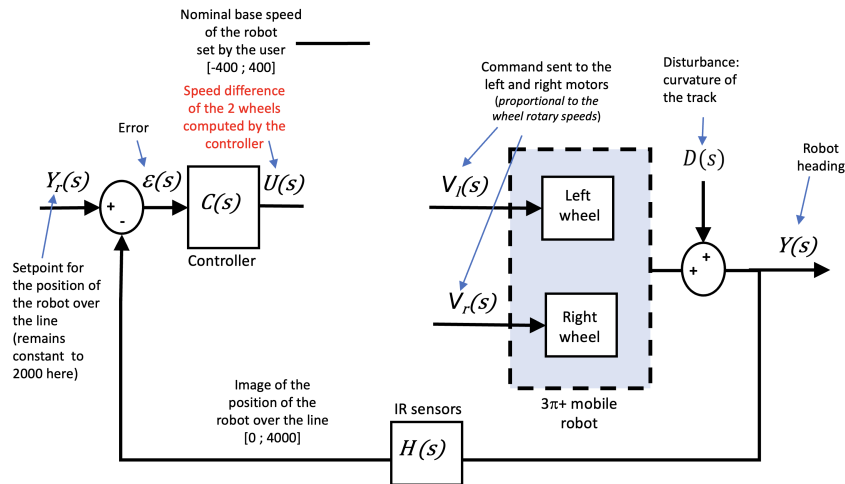 Nominal base speed
of the robot
set by the user
[-400 ; 400]
Speed difference
of the 2 wheels
computed by the
controller
Error
Yr(s)
+
-
ε(s)
C(s)
U(s)
Controller
Setpoint for
the position of
the robot over
the line
(remains
constant to
2000 here)
Command sent to the
left and right motors
(proportional to the
wheel rotary speeds)
Vl(s)
Left
wheel
Vr(s)
Right
wheel
3π+ mobile
robot
Disturbance:
curvature of
the track
D(s)
+
+
Robot
heading
Y(s)
Image of the
position of the
robot over the line
[0 ; 4000]
IR sensors
H(s)